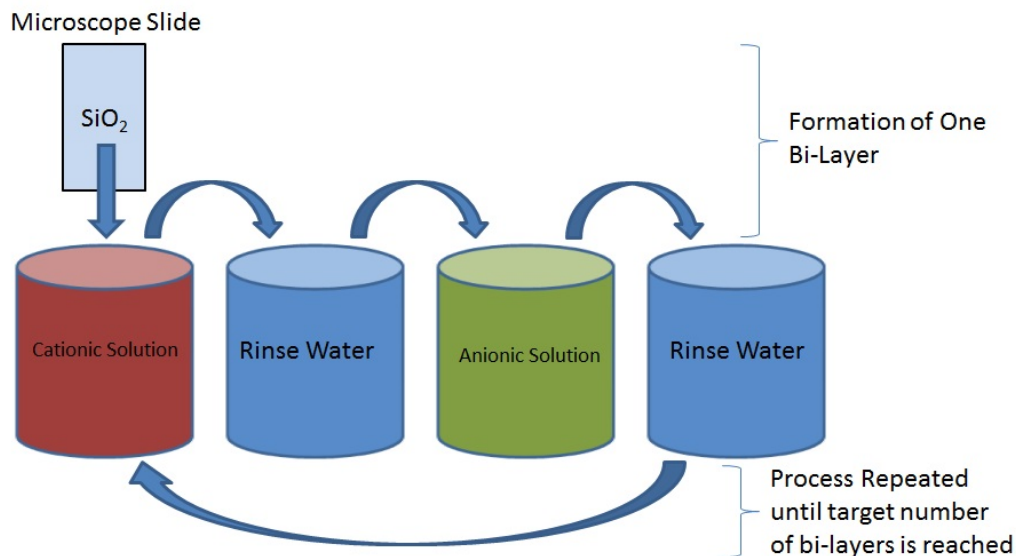 Microscope Slide
SiO₂
Formation of One
Bi-Layer
Cationic Solution
Rinse Water
Anionic Solution
Rinse Water
Process Repeated
until target number
of bi-layers is reached